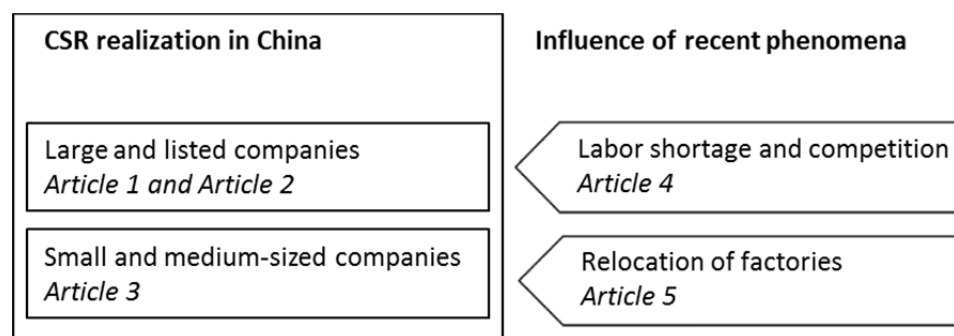 CSR realization in China
Large and listed companies
Article 1 and Article 2
Small and medium-sized companies
Article 3
Influence of recent phenomena
Labor shortage and competition
Article 4
Relocation of factories
Article 5